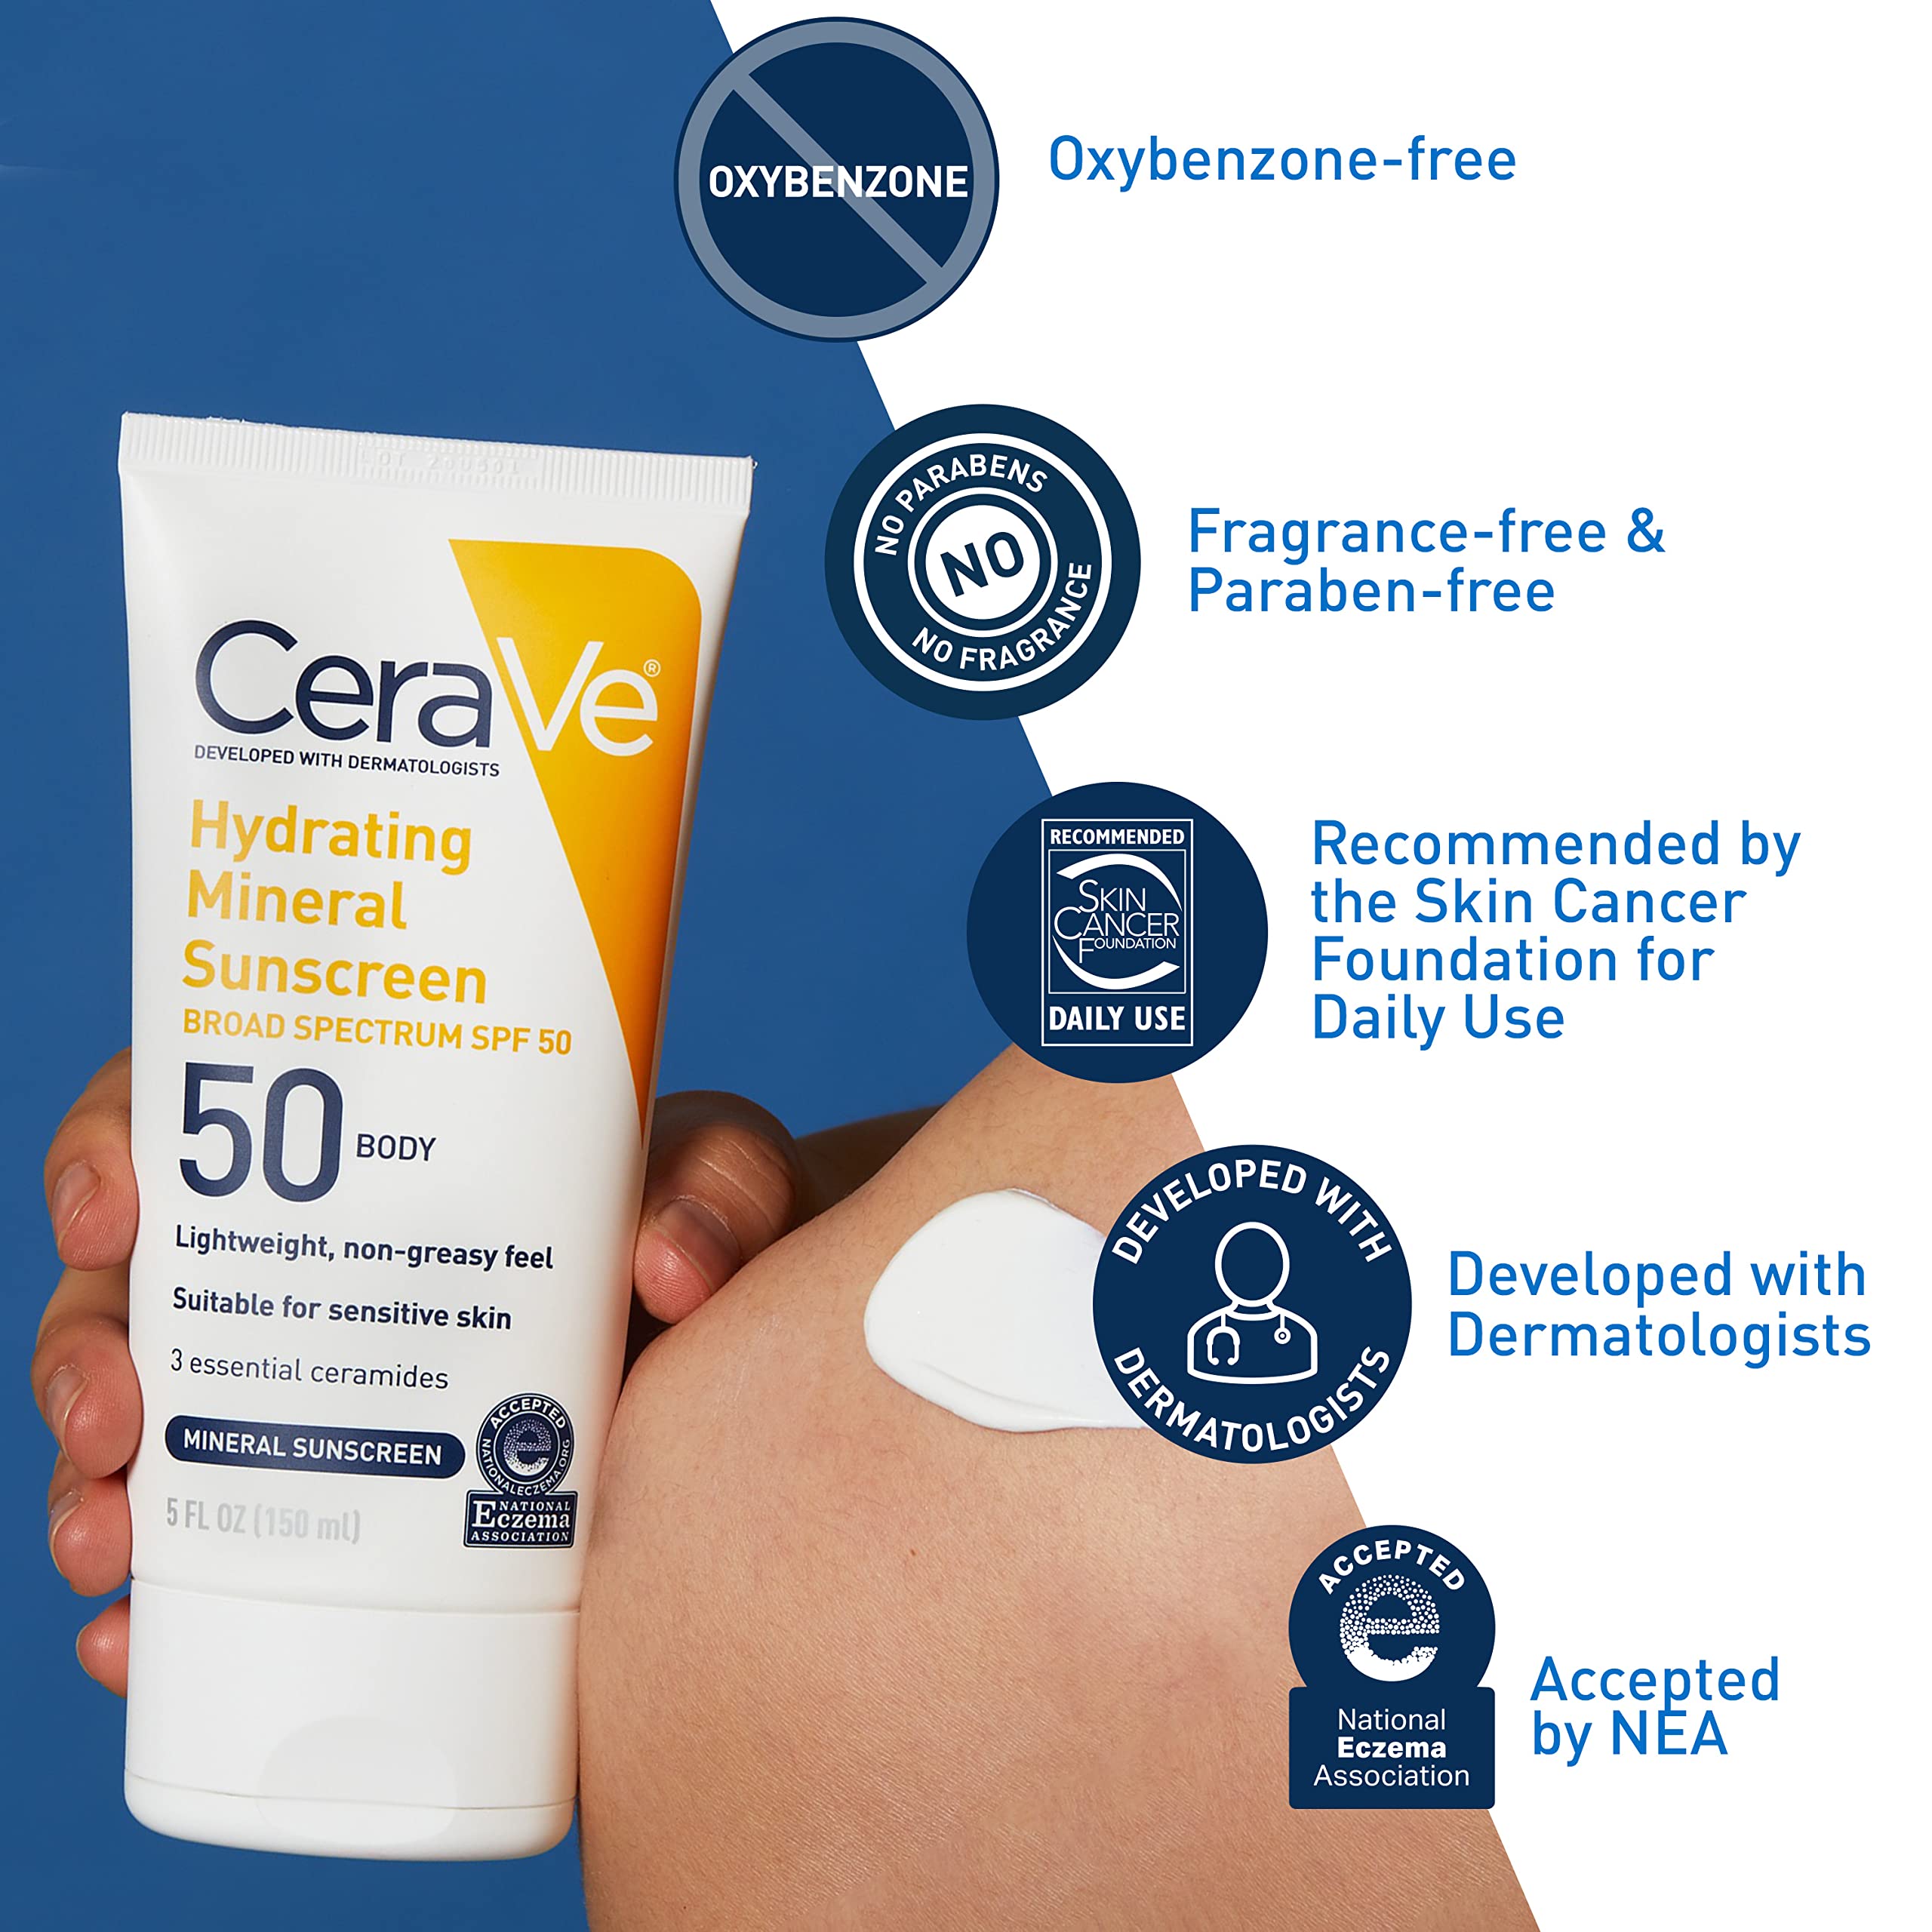 OXYBENZONE
Oxybenzone-free
NO PARABENS
NO
NO FRAGRANCE
Fragrance-free &
Paraben-free
RECOMMENDED
SKIN
CANCER
FOUNDATION
DAILY USE
Recommended by
the Skin Cancer
Foundation for
Daily Use
DEVELOPED WITH
DERMATOLOGISTS
Developed with
Dermatologists
ACCEPTED
e
National
Eczema
Association
Accepted
by NEA
CeraVe®
DEVELOPED WITH DERMATOLOGISTS
Hydrating
Mineral
Sunscreen
BROAD SPECTRUM SPF 50
50 BODY
Lightweight, non-greasy feel
Suitable for sensitive skin
3 essential ceramides
MINERAL SUNSCREEN
5 FL OZ (150 ml)
ACCEPTED
e
NATIONALECZEMA.ORG
NATIONAL
Eczema
ASSOCIATION